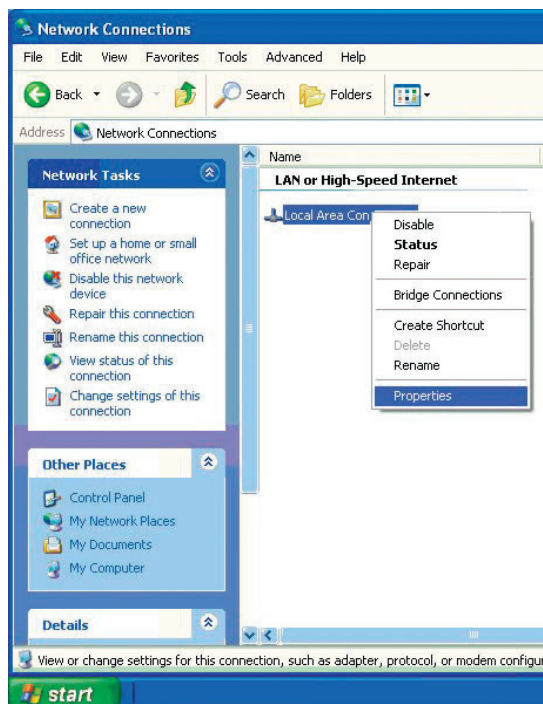 Network Connections
File Edit View Favorites Tools Advanced Help
Back Search Folders
Address Network Connections
Network Tasks
Create a new
connection
Set up a home or small
office network
Disable this network
device
Repair this connection
Rename this connection
View status of this
connection
Change settings of this
connection
Other Places
Control Panel
My Network Places
My Documents
My Computer
Details
Name
LAN or High-Speed Internet
Local Area Con
Disable
Status
Repair
Bridge Connections
Create Shortcut
Delete
Rename
Properties
View or change settings for this connection, such as adapter, protocol, or modem configur
start